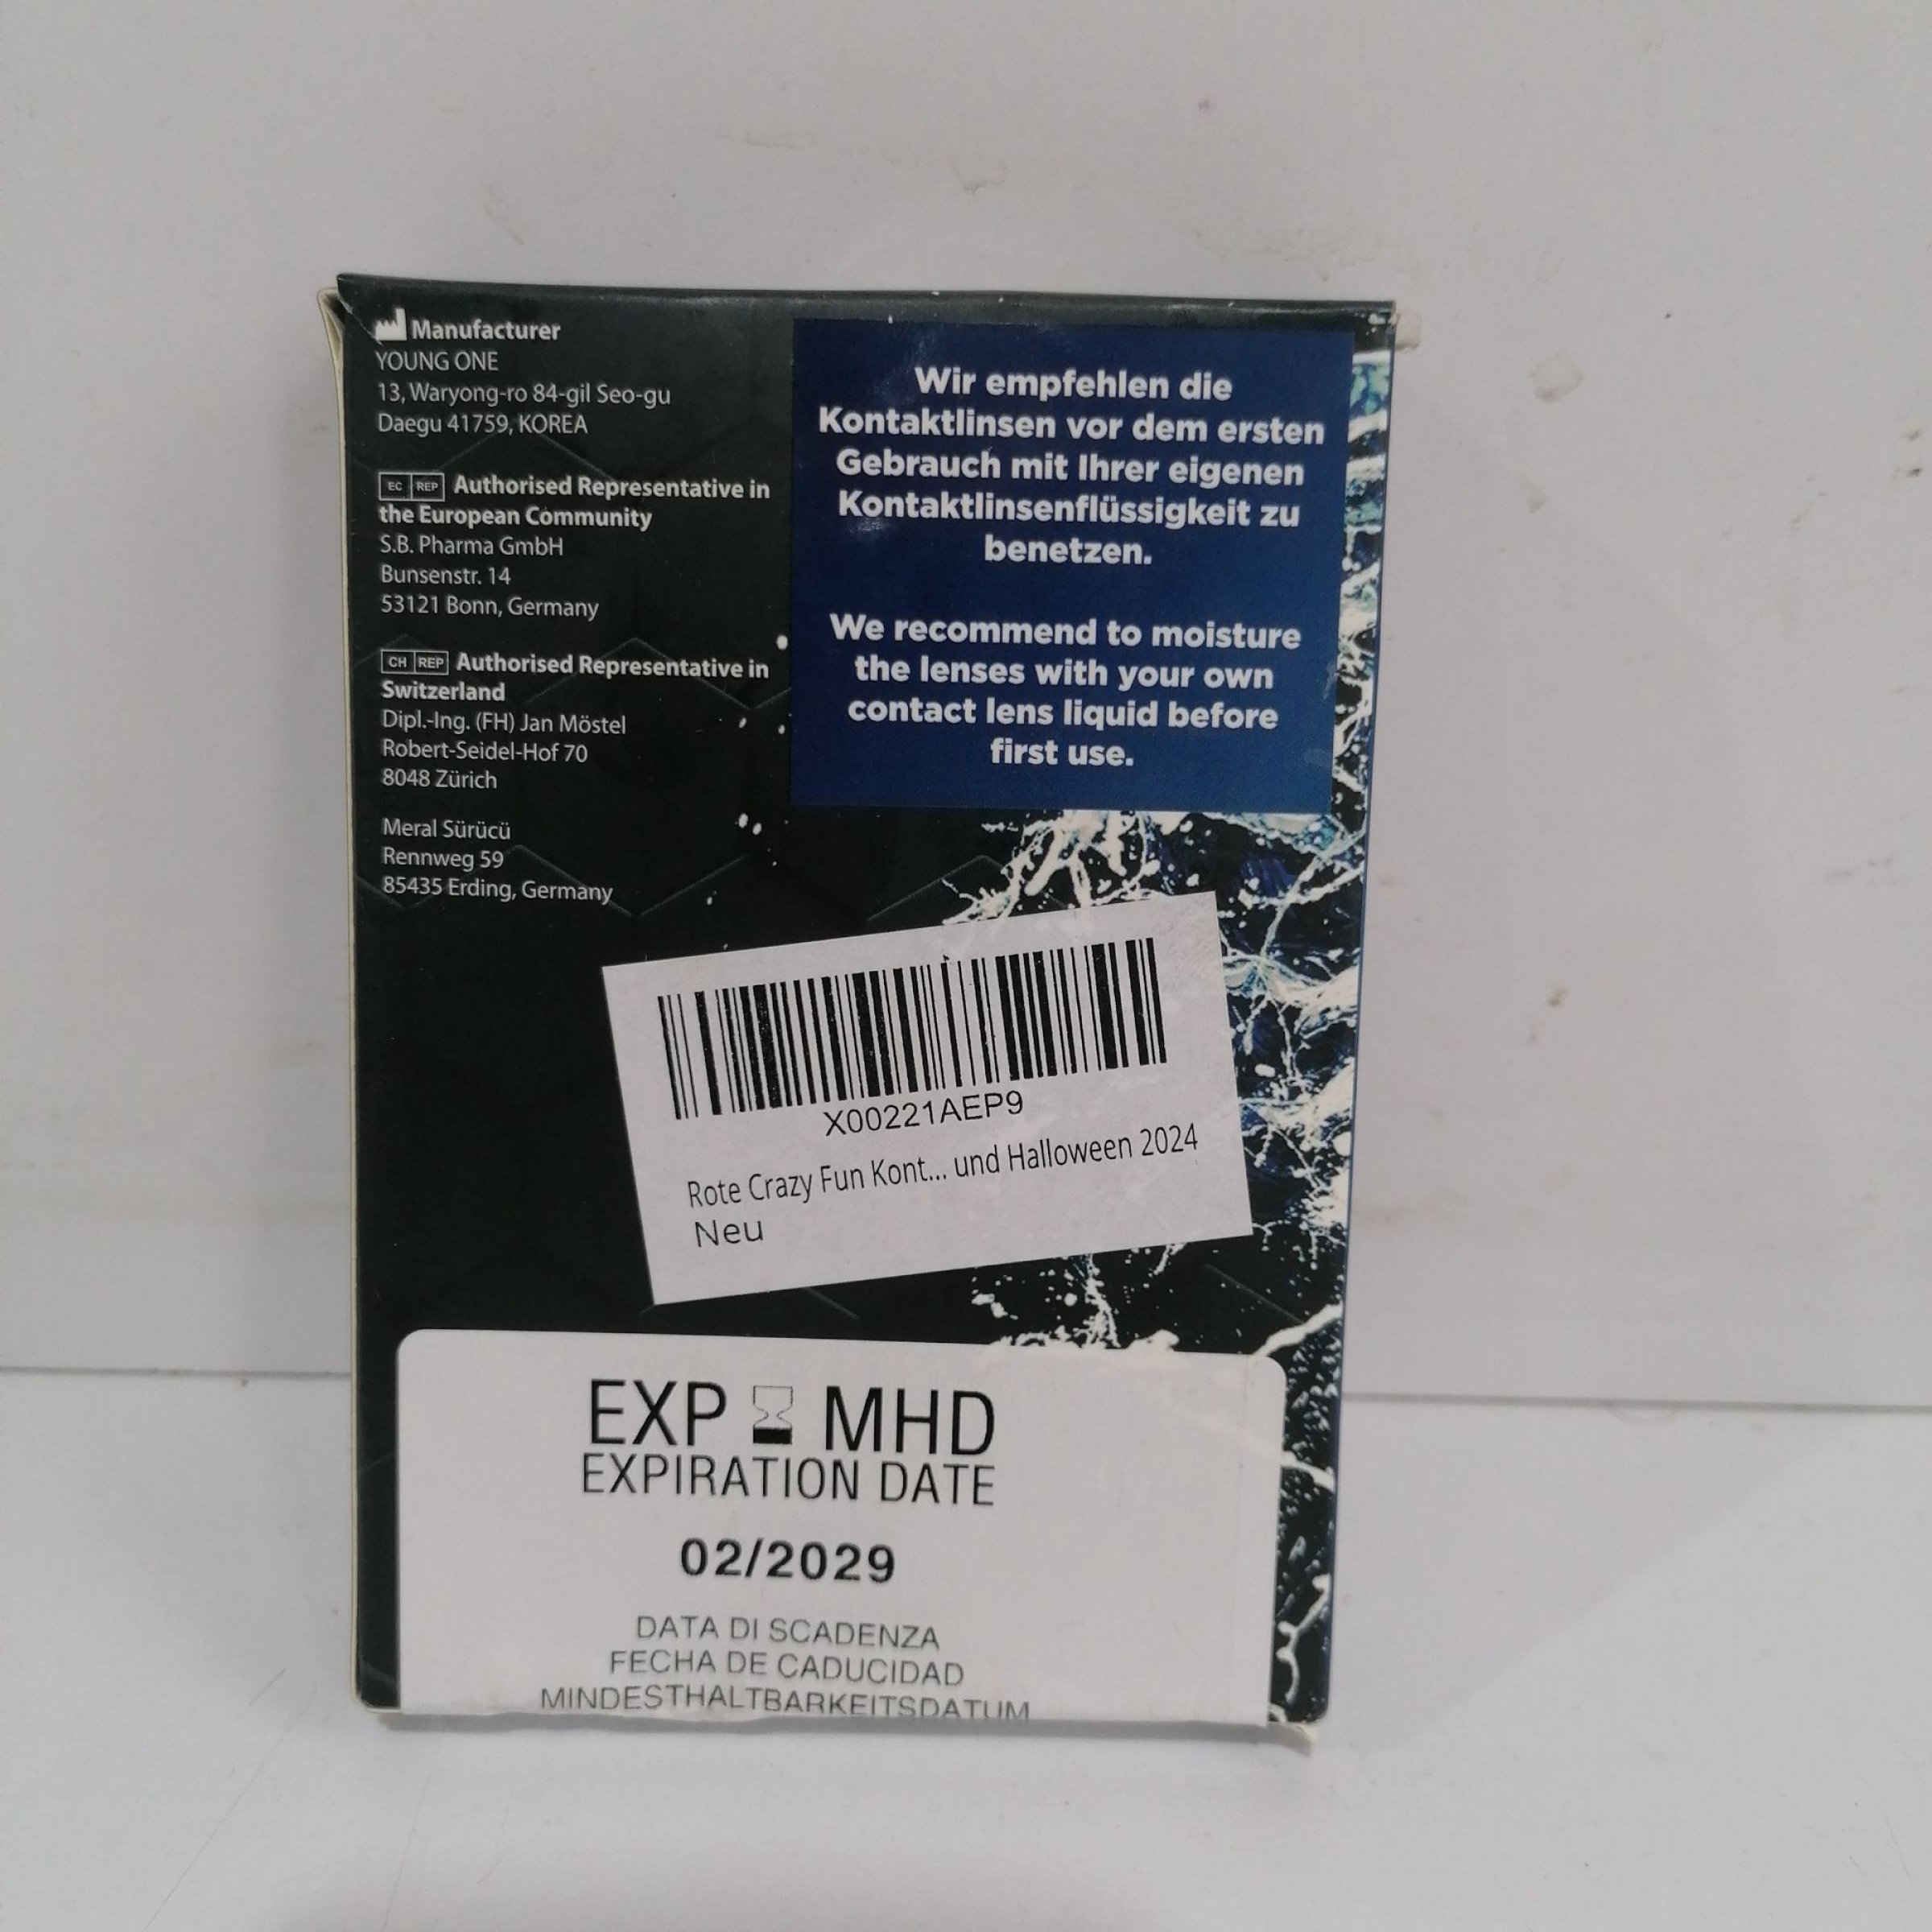 Manufacturer
YOUNG ONE
13, Waryong-ro 84-gil Seo-gu
Daegu 41759, KOREA
EC REP Authorised Representative in
the European Community
S.B. Pharma GmbH
Bunsenstr. 14
53121 Bonn, Germany
CH REP Authorised Representative in
Switzerland
Dipl.-Ing. (FH) Jan Möstel
Robert-Seidel-Hof 70
8048 Zürich
Meral Sürücü
Rennweg 59
85435 Erding, Germany
Wir empfehlen die
Kontaktlinsen vor dem ersten
Gebrauch mit Ihrer eigenen
Kontaktlinsenflüssigkeit zu
benetzen.
We recommend to moisture
the lenses with your own
contact lens liquid before
first use.
X00221AEP9
Rote Crazy Fun Kont... und Halloween 2024
Neu
EXP MHD
EXPIRATION DATE
02/2029
DATA DI SCADENZA
FECHA DE CADUCIDAD
MINDESTHALTBARKEITSDATUM